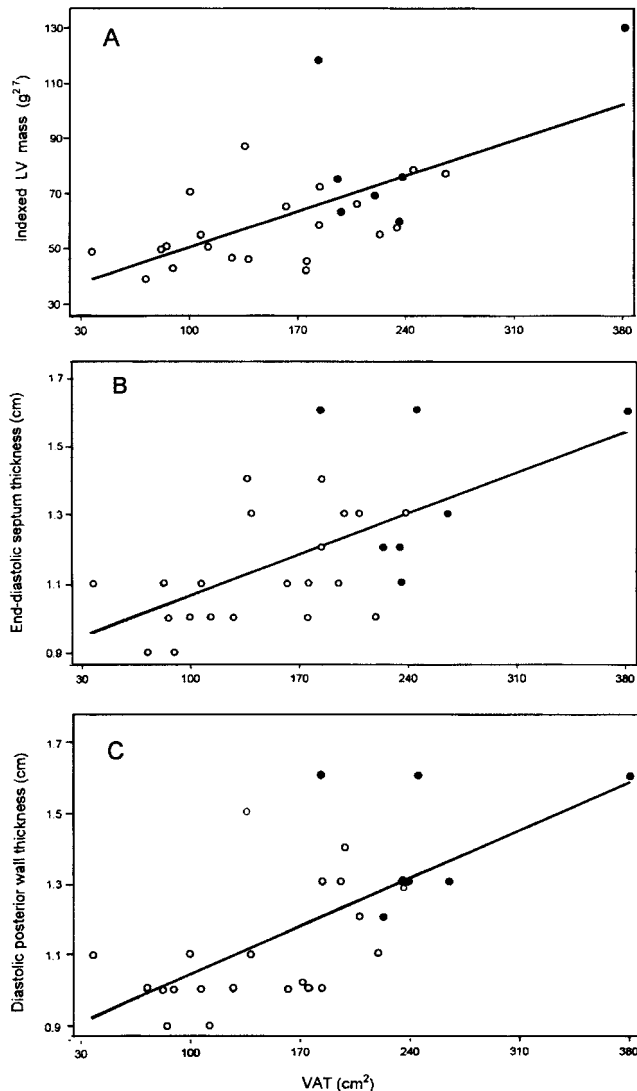 A
Indexed LV mass (g2.7)
130
110
90
70
50
30
30 100 170 240 310 380
B
End-diastolic septum thickness (cm)
1.7
1.5
1.3
1.1
0.9
30 100 170 240 310 380
C
Diastolic posterior wall thickness (cm)
1.7
1.5
1.3
1.1
0.9
30 100 170 240 310 380
VAT (cm2)